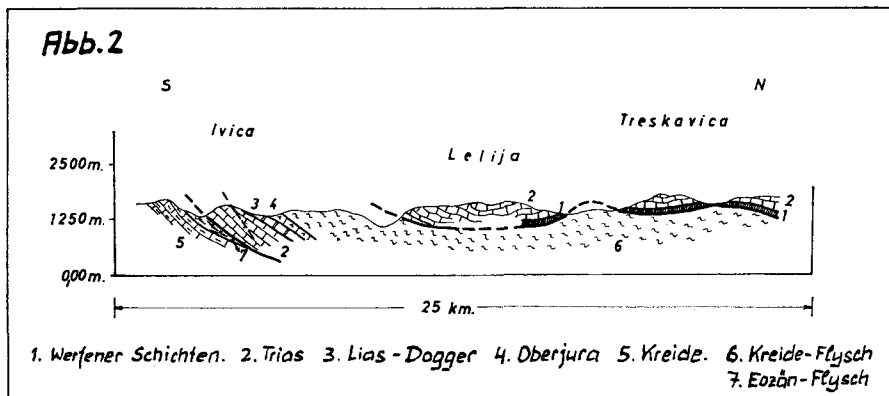 Abb.2
S N
Ivica Lelija Treskavica
2500m.
1250m.
0,00m.
3 4 2 1 2 1
5 7 2 6
25 km.
1. Werfener Schichten. 2. Trias 3. Lias-Dogger 4. Oberjura 5. Kreide. 6. Kreide-Flysch
7. Eozän-Flysch